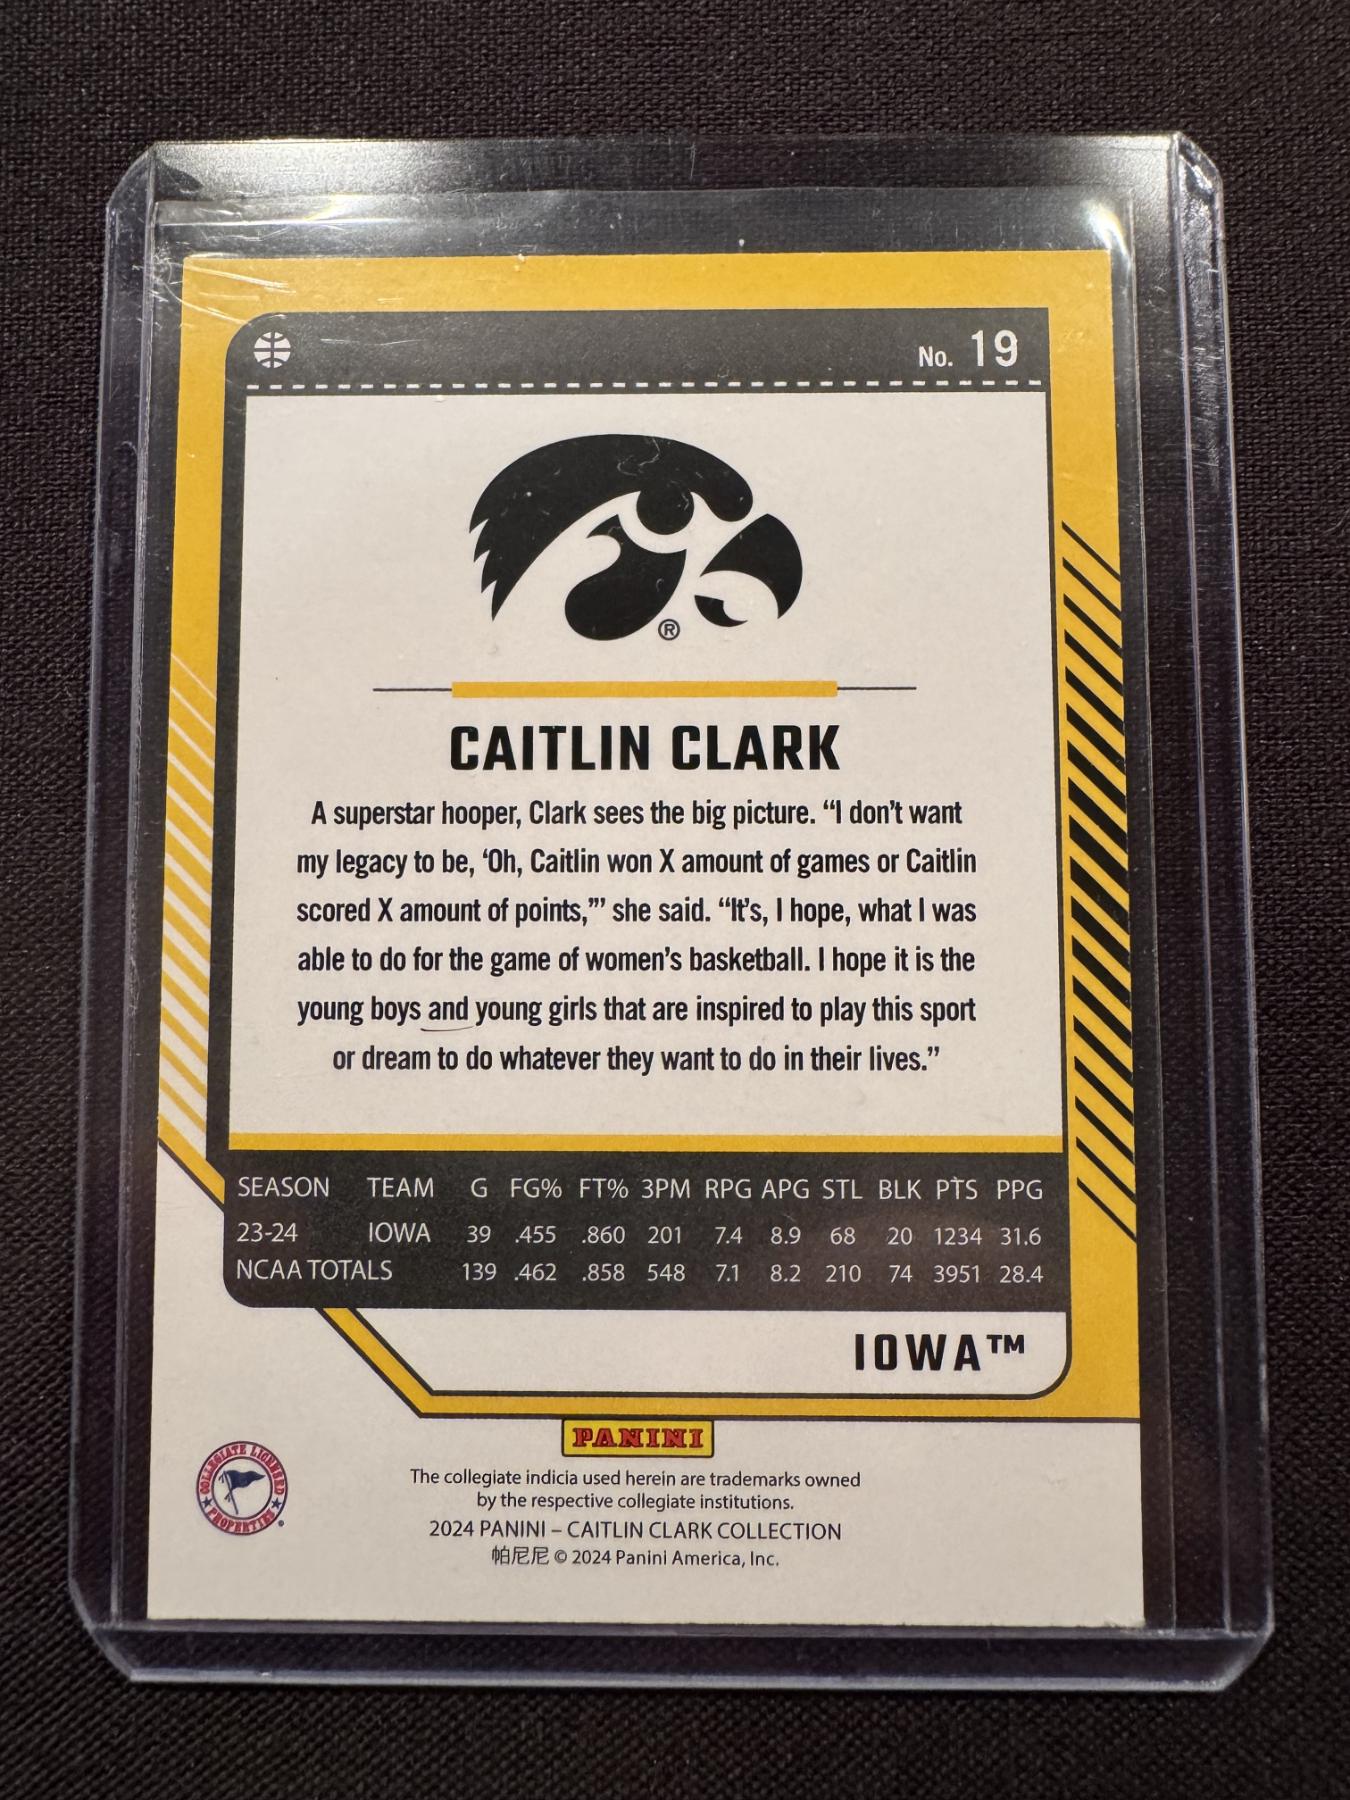 No. 19
®
CAITLIN CLARK
A superstar hooper, Clark sees the big picture. “I don’t want
my legacy to be, ‘Oh, Caitlin won X amount of games or Caitlin
scored X amount of points,’” she said. “It’s, I hope, what I was
able to do for the game of women’s basketball. I hope it is the
young boys and young girls that are inspired to play this sport
or dream to do whatever they want to do in their lives.”
SEASON TEAM G FG% FT% 3PM RPG APG STL BLK PTS PPG
23-24 IOWA 39 .455 .860 201 7.4 8.9 68 20 1234 31.6
NCAA TOTALS 139 .462 .858 548 7.1 8.2 210 74 3951 28.4
IOWA™
PANINI
COLLEGIATE LICENSED
PROPERTIES
The collegiate indicia used herein are trademarks owned
by the respective collegiate institutions.
2024 PANINI – CAITLIN CLARK COLLECTION
帕尼尼 © 2024 Panini America, Inc.